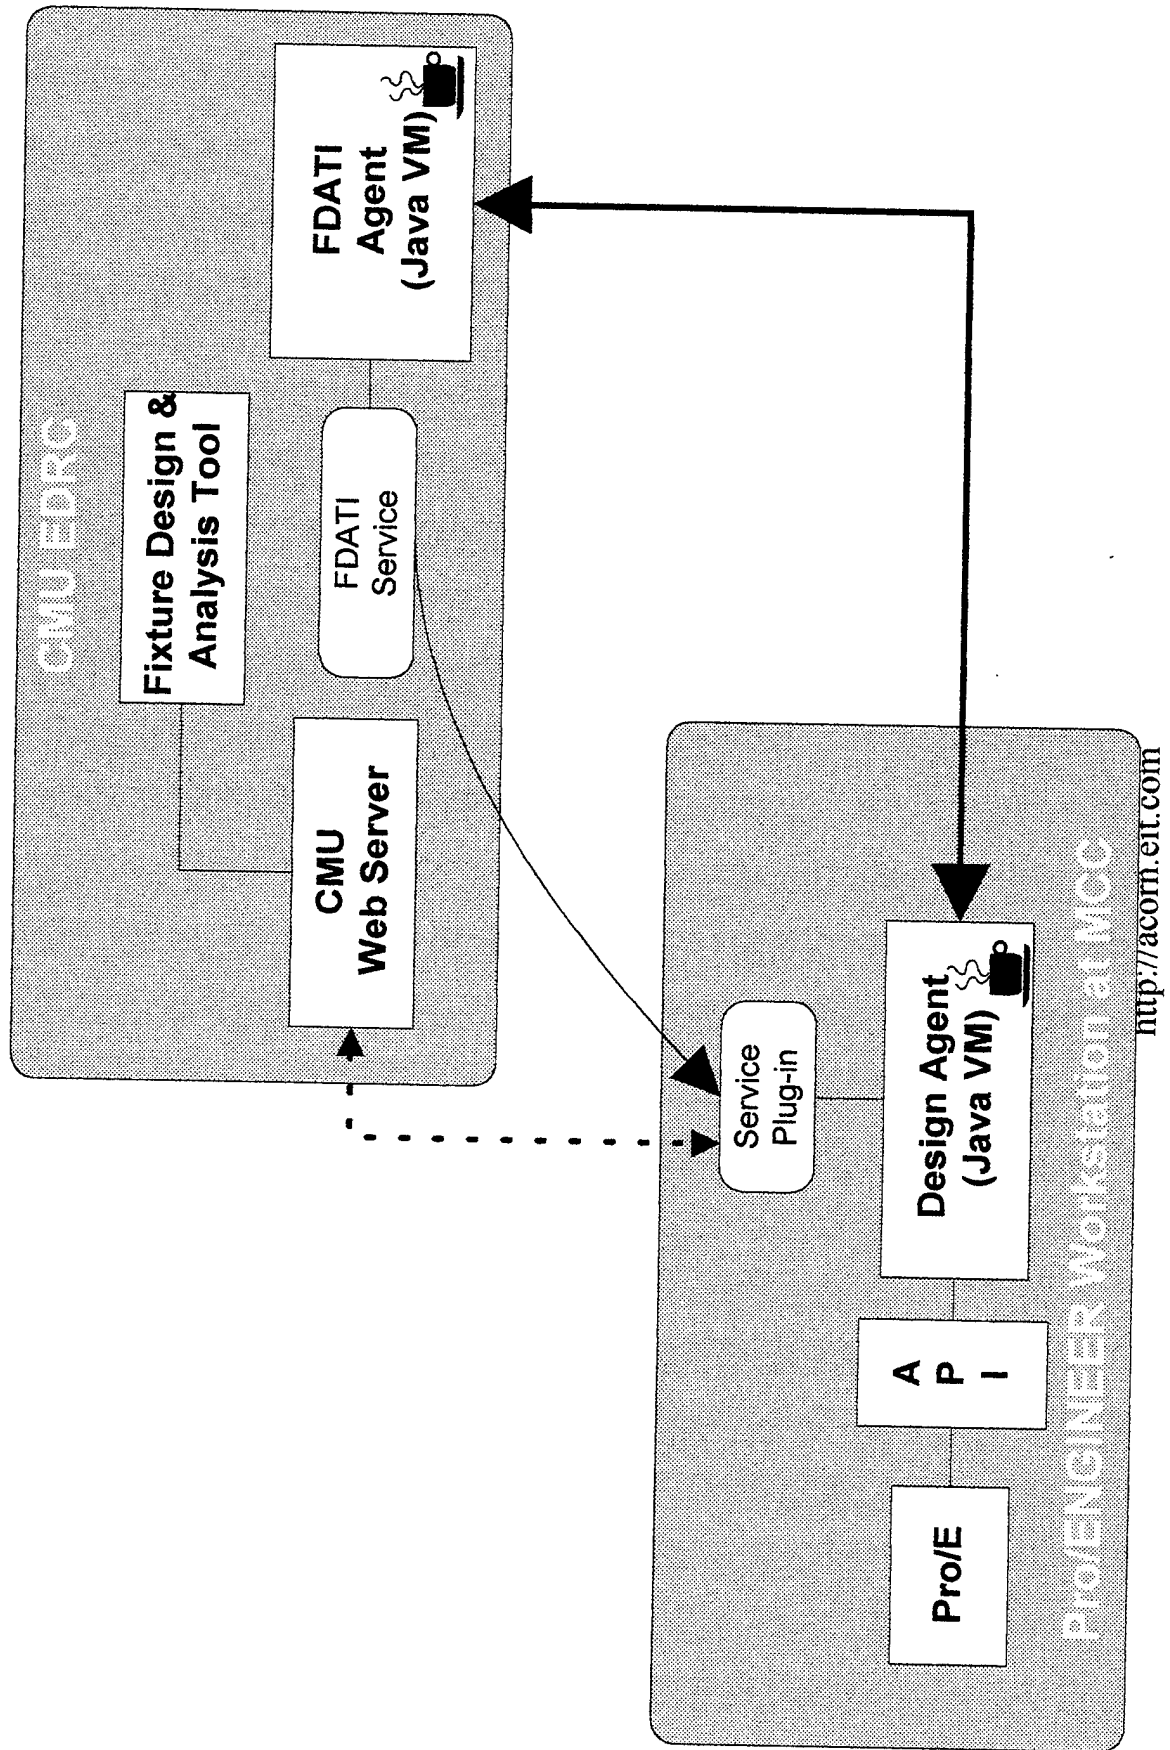 CMU EDRC
Fixture Design &
Analysis Tool
CMU
Web Server
FDATI
Service
FDATI
Agent
(Java VM)
Service
Plug-in
Pro/E
A
P
I
Design Agent
(Java VM)
Pro/ENGINEER Workstation at MCC
http://acorn.eit.com